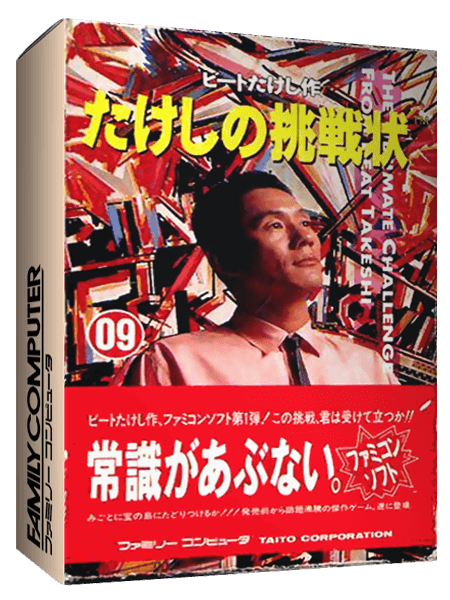 ビートたけし作
たけしの挑戦状
THE ULTIMATE CHALLENGE
FROM BEAT TAKESHI
09
ビートたけし作、ファミコンソフト第1弾!この挑戦、君は受けて立つか!!
常識があぶない。
ファミコン
ソフト
みごとに宝の島にたどりつけるか!!!発売前から話題沸騰の傑作ゲーム、遂に登場
ファミリー コンピュータ TAITO CORPORATION
FAMILY COMPUTER
ファミリー コンピュータ